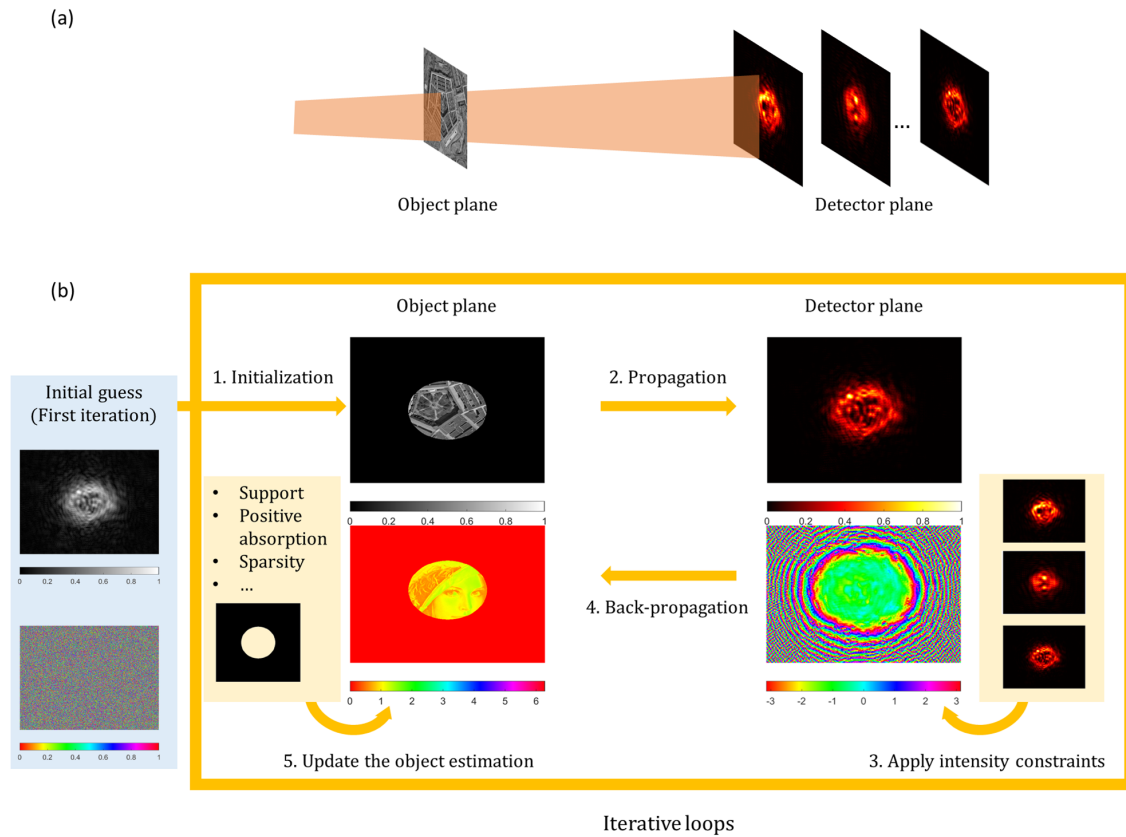 (a)
...
Object plane
Detector plane
(b)
Object plane
Detector plane
Initial guess
(First iteration)
1. Initialization
2. Propagation
• Support
• Positive
absorption
• Sparsity
• ...
0 0.2 0.4 0.6 0.8 1
0 0.2 0.4 0.6 0.8 1
0 0.2 0.4 0.6 0.8 1
4. Back-propagation
0 0.2 0.4 0.6 0.8 1
0 1 2 3 4 5 6
-3 -2 -1 0 1 2 3
5. Update the object estimation
3. Apply intensity constraints
Iterative loops